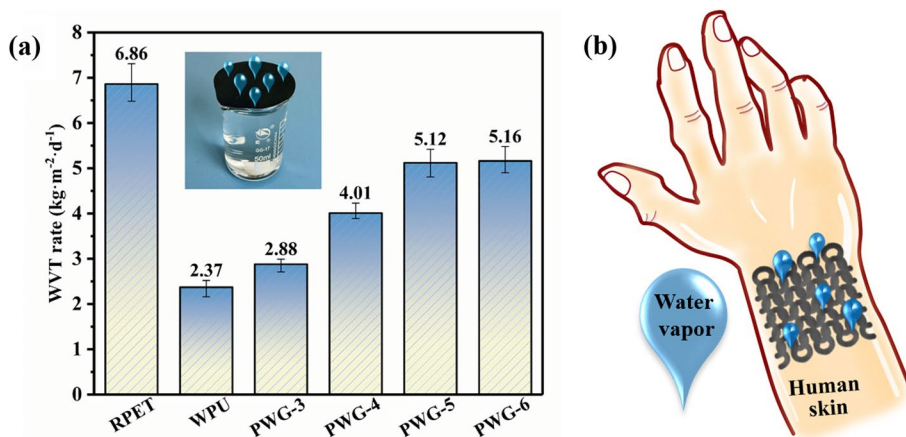 (a)
WVT rate (kg·m⁻²·d⁻¹)
8
7
6
5
4
3
2
1
0
6.86
2.37
2.88
4.01
5.12
5.16
50ml
RPET
WPU
PWG-3
PWG-4
PWG-5
PWG-6
(b)
Water
vapor
Human
skin